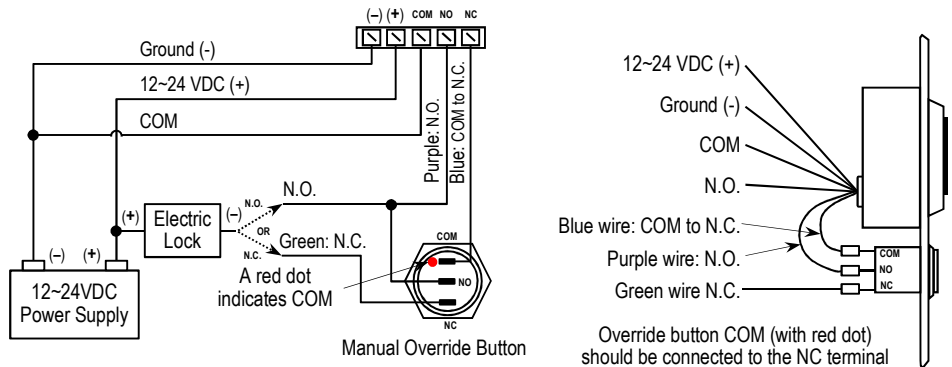 (–) (+) COM NO NC
Ground (-)
12~24 VDC (+)
COM
Purple: N.O.
Blue: COM to N.C.
N.O.
N.O.
(+)
Electric
Lock
(–)
OR
N.C.
Green: N.C.
A red dot
indicates COM
(–) (+)
12~24VDC
Power Supply
COM
NO
NC
Manual Override Button
12~24 VDC (+)
Ground (-)
COM
N.O.
Blue wire: COM to N.C.
Purple wire: N.O.
Green wire N.C.
COM
NO
NC
Override button COM (with red dot)
should be connected to the NC terminal